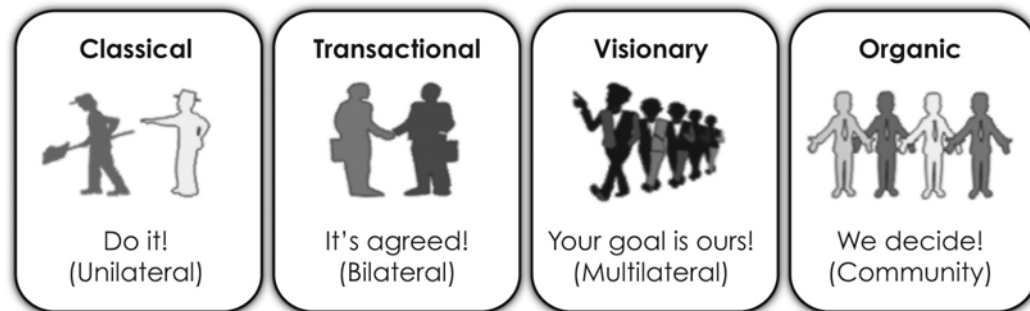 Classical
Do it!
(Unilateral)
Transactional
It's agreed!
(Bilateral)
Visionary
Your goal is ours!
(Multilateral)
Organic
We decide!
(Community)